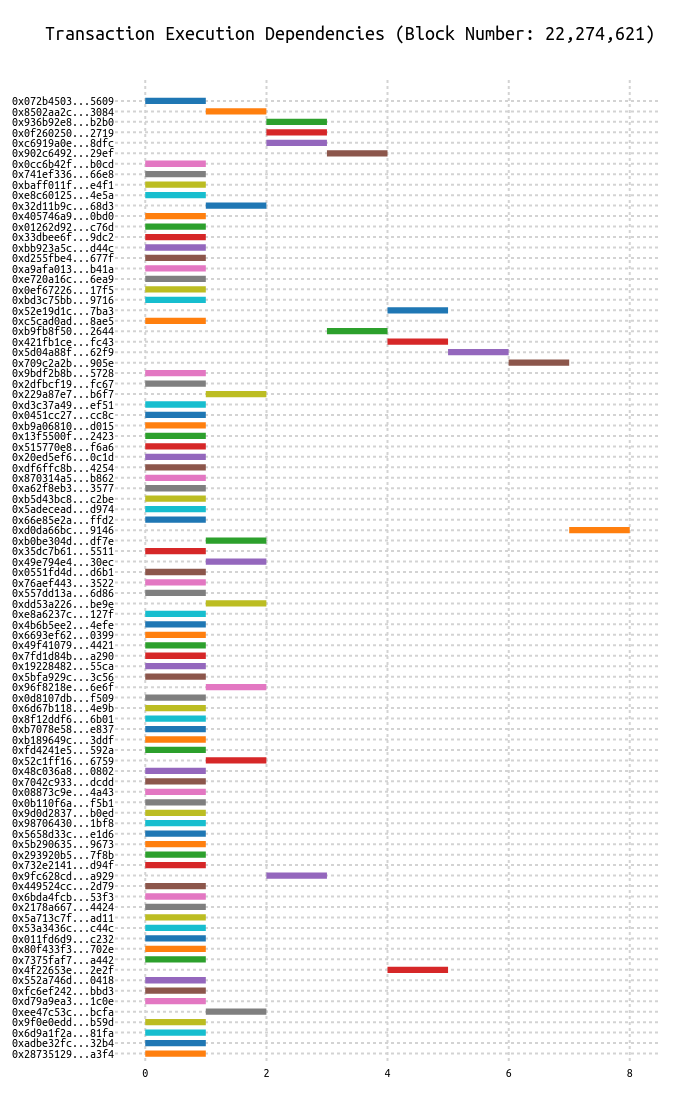 Transaction Execution Dependencies (Block Number: 22,274,621)
0x072b4503...5609
0x8502aa2c...3084
0x936b92e8...b2b0
0x0f260250...2719
0xc6919a0e...8dfc
0x902c6492...29ef
0x0cc6b42f...b0cd
0x741ef336...66e8
0xbaff011f...e4f1
0xe8c60125...4e5a
0x32d11b9c...68d3
0x405746a9...0bd0
0x01262d92...c76d
0x33dbee6f...9dc2
0xbb923a5c...d44c
0xd255fbe4...677f
0xa9afa013...b41a
0xe720a16c...6ea9
0x0ef67226...17f5
0xbd3c75bb...9716
0x52e19d1c...7ba3
0xc5cad0ad...8ae5
0xb9fb8f50...2644
0x421fb1ce...fc43
0x5d04a88f...62f9
0x709c2a2b...905e
0x9bdf2b8b...5728
0x2dfbcf19...fc67
0x229a87e7...b6f7
0xd3c37a49...ef51
0x0451cc27...cc8c
0xb9a06810...d015
0x13f5500f...2423
0x515770e8...f6a6
0x20ed5ef6...0c1d
0xdf6ffc8b...4254
0x870314a5...b862
0xa62f8eb3...3577
0xb5d43bc8...c2be
0x5adecead...d974
0x66e85e2a...ffd2
0xd0da66bc...9146
0xb0be304d...df7e
0x35dc7b61...5511
0x49e794e4...30ec
0x0551fd4d...d6b1
0x76aef443...3522
0x557dd13a...6d86
0xdd53a226...be9e
0xe8a6237c...127f
0x4b6b5ee2...4efe
0x6693ef62...0399
0x49f41079...4421
0x7fd1d84b...a290
0x19228482...55ca
0x5bfa929c...3c56
0x96f8218e...6e6f
0x0d8107db...f509
0x6d67b118...4e9b
0x8f12ddf6...6b01
0xb7078e58...e837
0xb189649c...3ddf
0xfd4241e5...592a
0x52c1ff16...6759
0x48c036a8...0802
0x7042c933...dcdd
0x08873c9e...4a43
0x0b110f6a...f5b1
0x9d0d2837...b0ed
0x98706430...1bf8
0x5658d33c...e1d6
0x5b290635...9673
0x293920b5...7f8b
0x732e2141...d94f
0x9fc628cd...a929
0x449524cc...2d79
0x6bda4fcb...53f3
0x2178a667...4424
0x5a713c7f...ad11
0x53a3436c...c44c
0x011fd6d9...c232
0x80f433f3...702e
0x7375faf7...a442
0x4f22653e...2e2f
0x552a746d...0418
0xfc6ef242...bbd3
0xd79a9ea3...1c0e
0xee47c53c...bcfa
0x9f0e0edd...b59d
0x6d9a1f2a...81fa
0xadbe32fc...32b4
0x28735129...a3f4
0 2 4 6 8